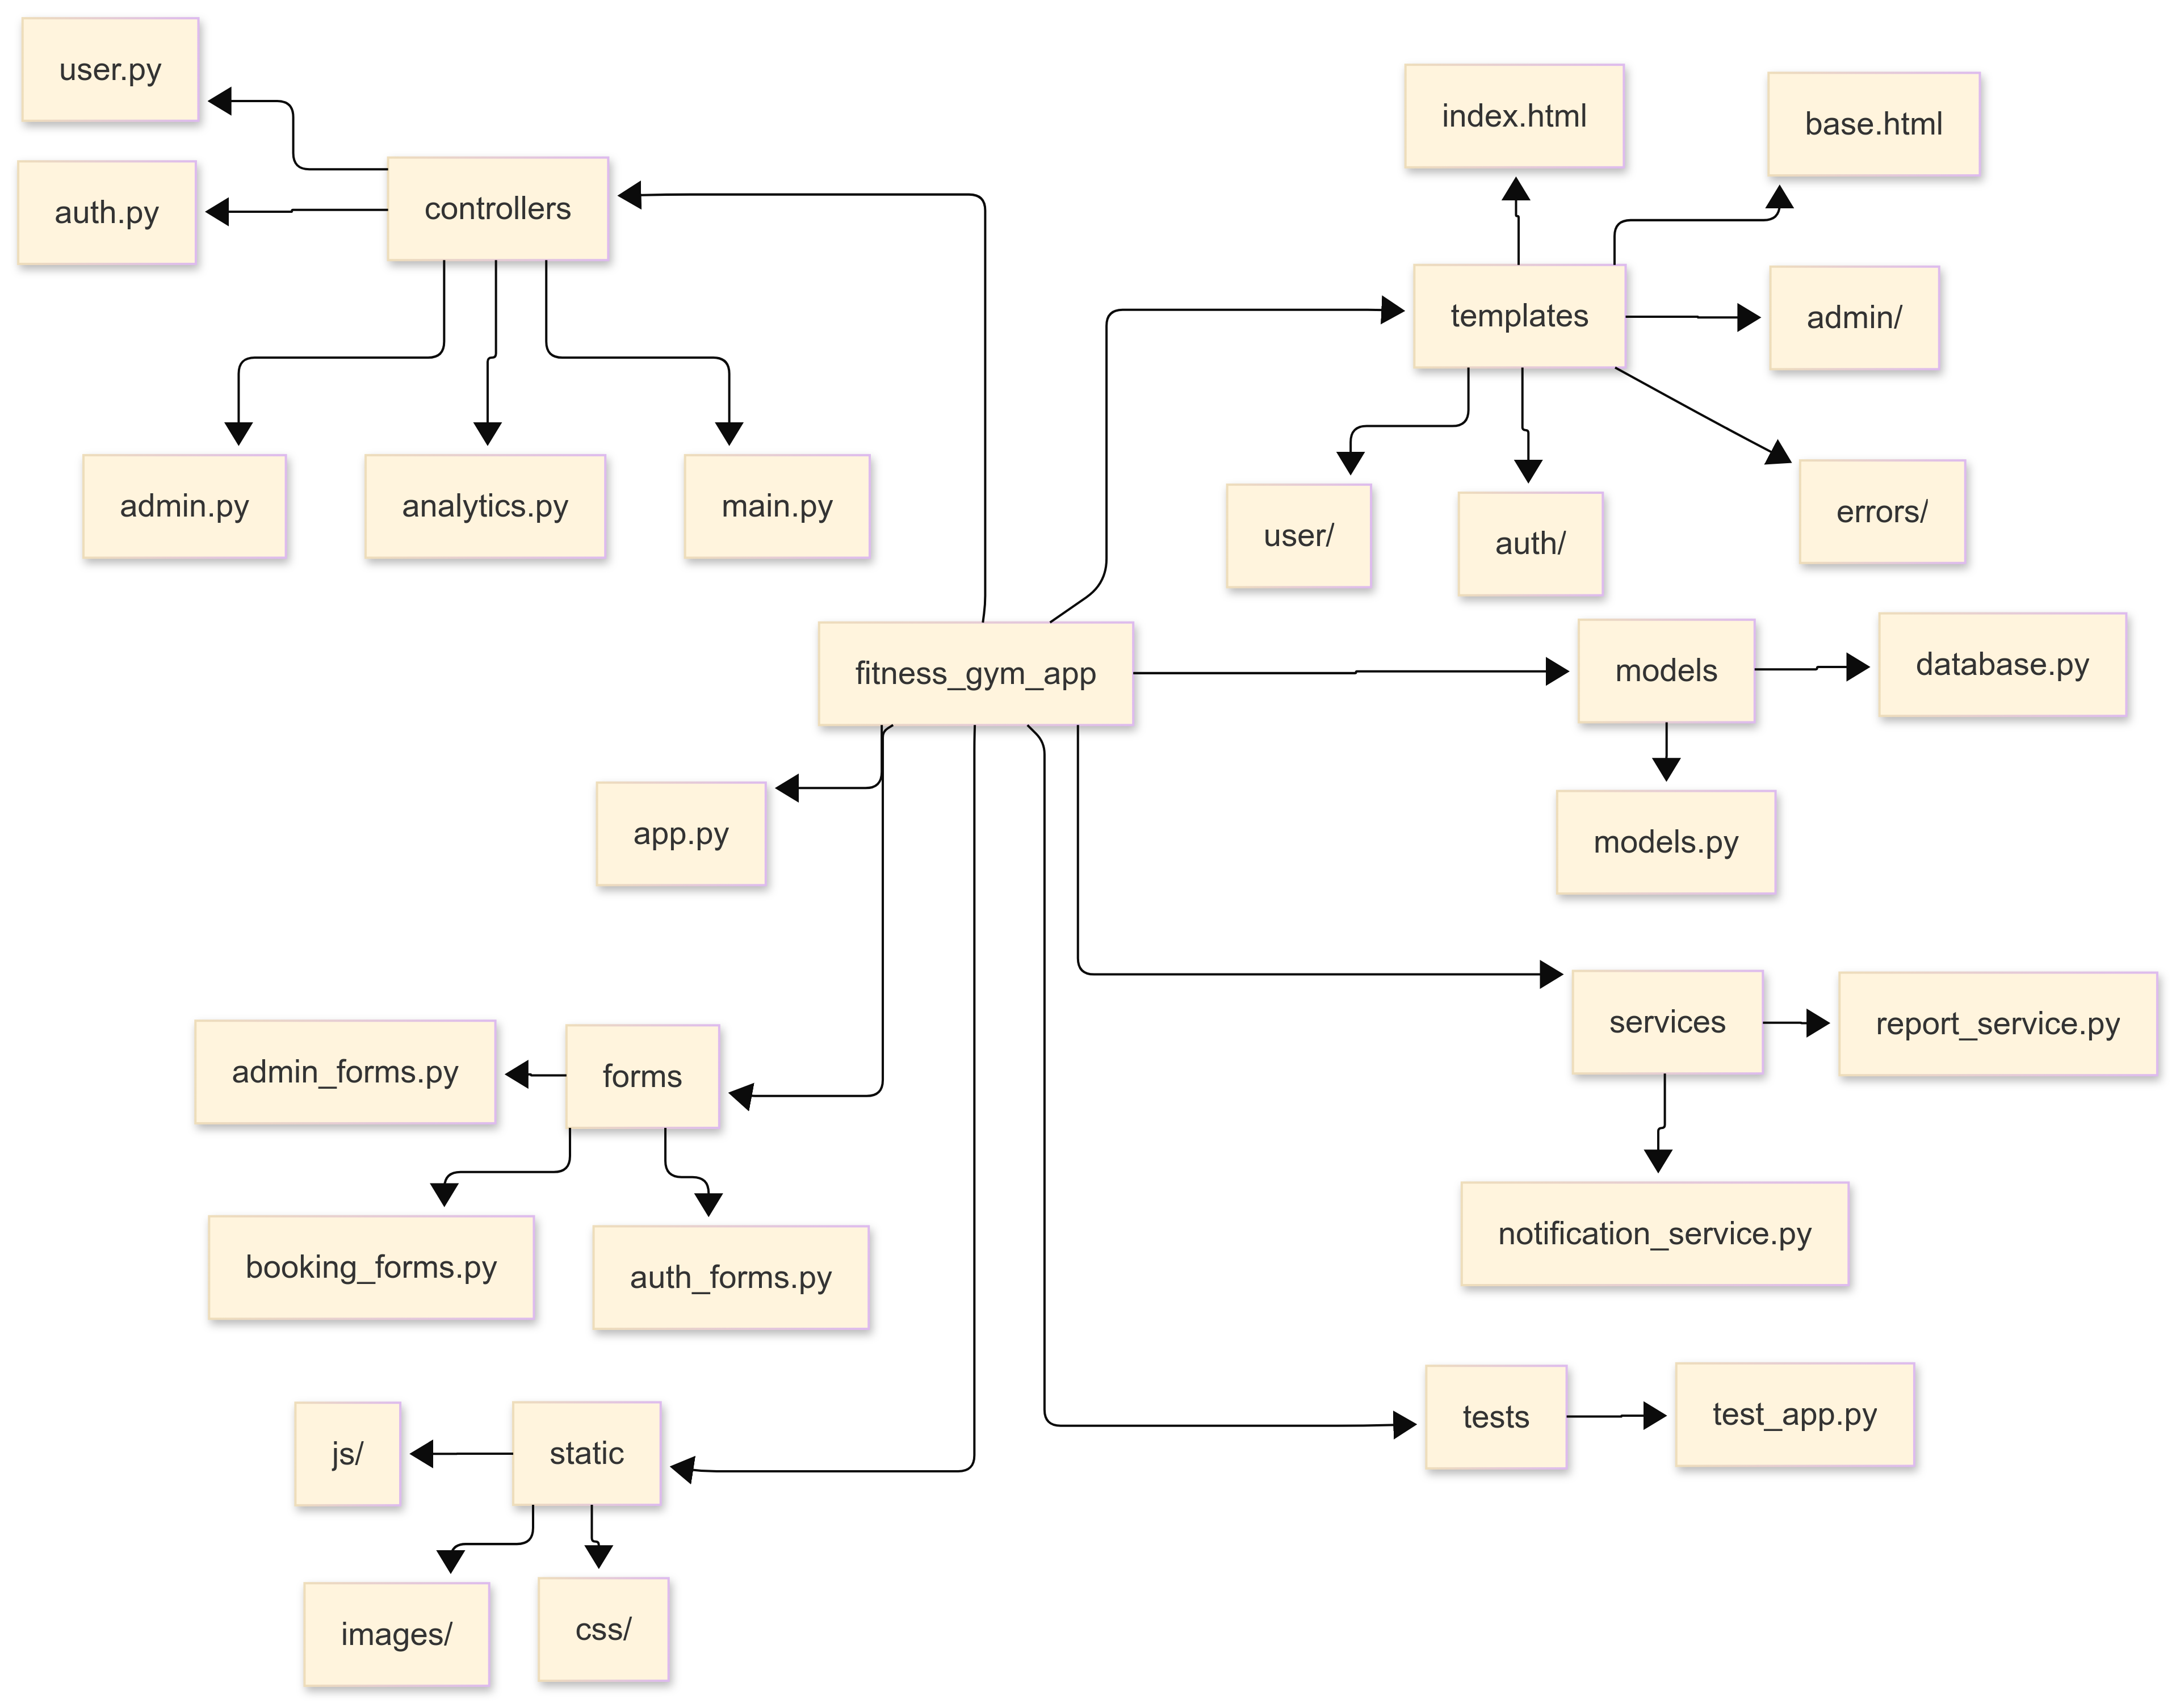 user.py
index.html
base.html
auth.py
controllers
templates
admin/
admin.py
analytics.py
main.py
user/
auth/
errors/
fitness_gym_app
models
database.py
app.py
models.py
services
report_service.py
admin_forms.py
forms
notification_service.py
booking_forms.py
auth_forms.py
tests
test_app.py
js/
static
images/
css/